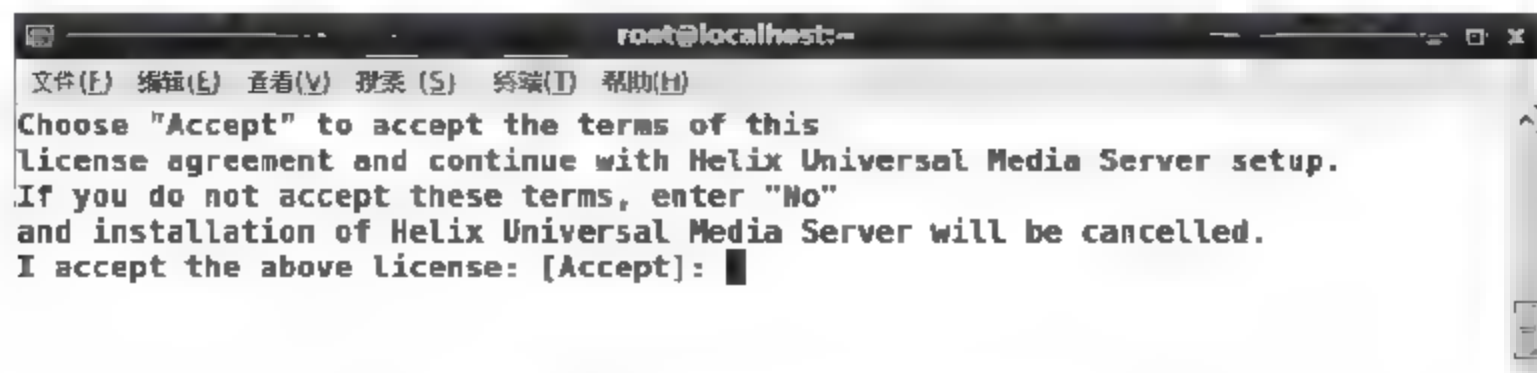 root@localhost:~
文件(F) 编辑(E) 查看(V) 搜索 (S) 终端(T) 帮助(H)
Choose "Accept" to accept the terms of this
license agreement and continue with Helix Universal Media Server setup.
If you do not accept these terms, enter "No"
and installation of Helix Universal Media Server will be cancelled.
I accept the above license: [Accept]: